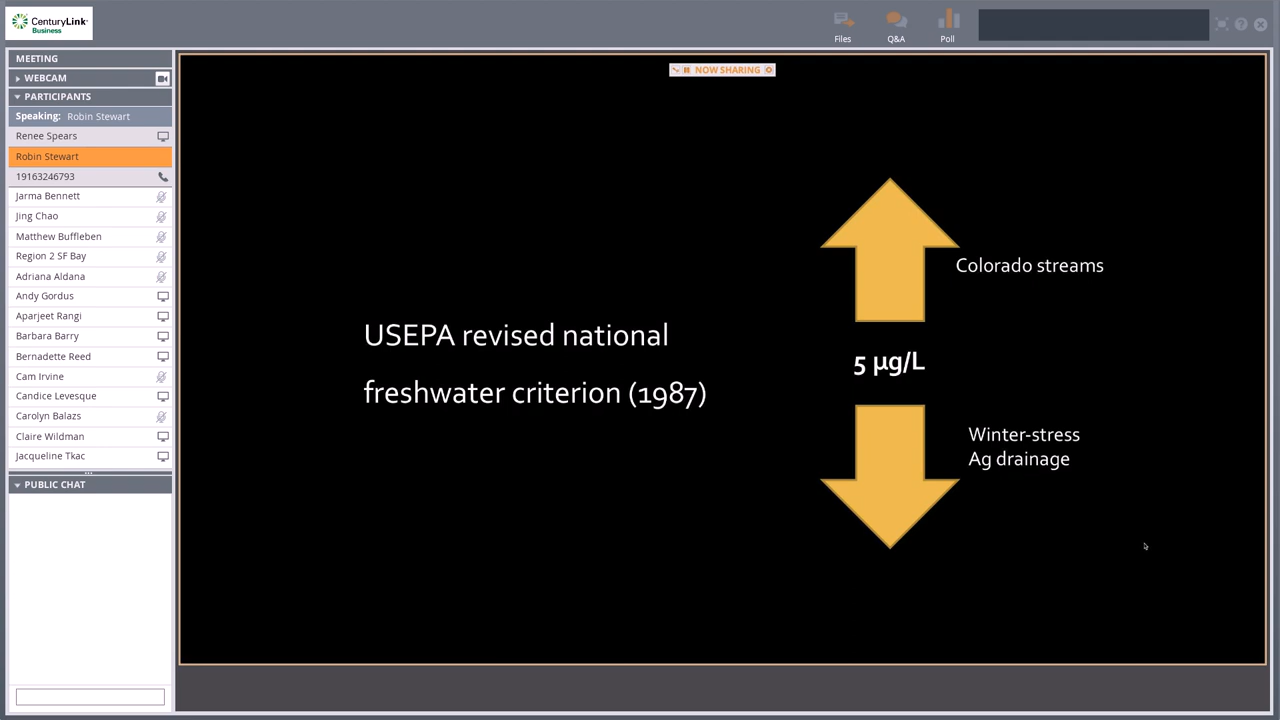 CenturyLink
Business
Files
Q&A
Poll
MEETING
WEBCAM
PARTICIPANTS
Speaking: Robin Stewart
Renee Spears
Robin Stewart
19163246793
Jarma Bennett
Jing Chao
Matthew Buffleben
Region 2 SF Bay
Adriana Aldana
Andy Gordus
Aparjeet Rangi
Barbara Barry
Bernadette Reed
Cam Irvine
Candice Levesque
Carolyn Balazs
Claire Wildman
Jacqueline Tkac
PUBLIC CHAT
NOW SHARING
USEPA revised national
freshwater criterion (1987)
Colorado streams
5 µg/L
Winter-stress
Ag drainage